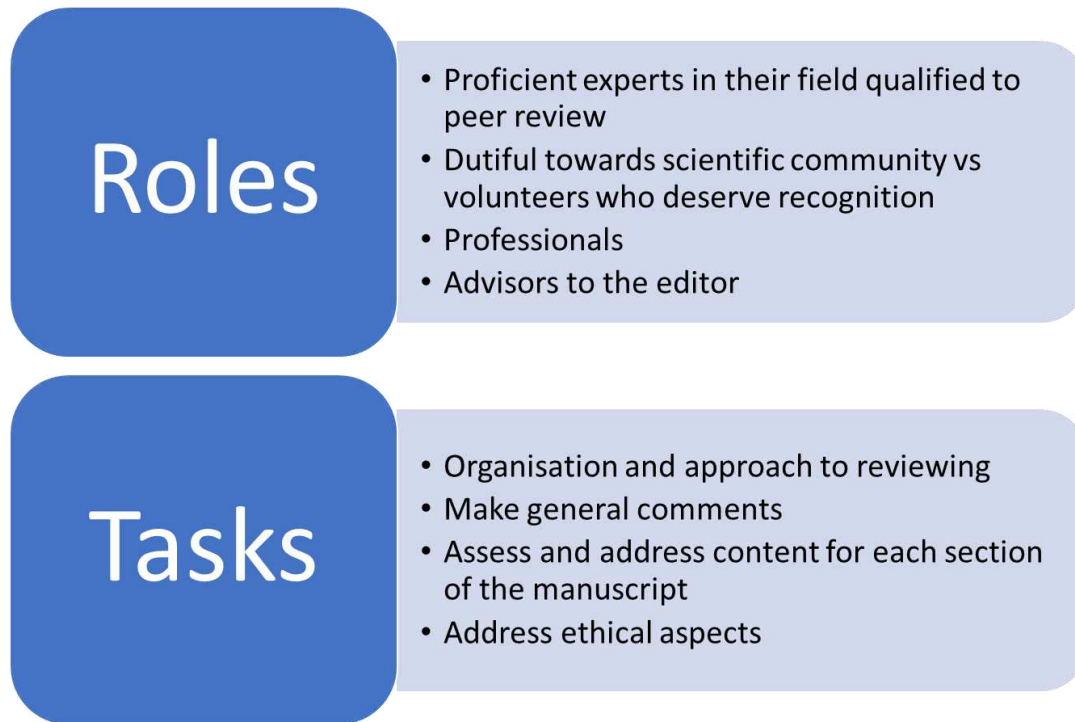 Roles
• Proficient experts in their field qualified to
peer review
• Dutiful towards scientific community vs
volunteers who deserve recognition
• Professionals
• Advisors to the editor
Tasks
• Organisation and approach to reviewing
• Make general comments
• Assess and address content for each section
of the manuscript
• Address ethical aspects